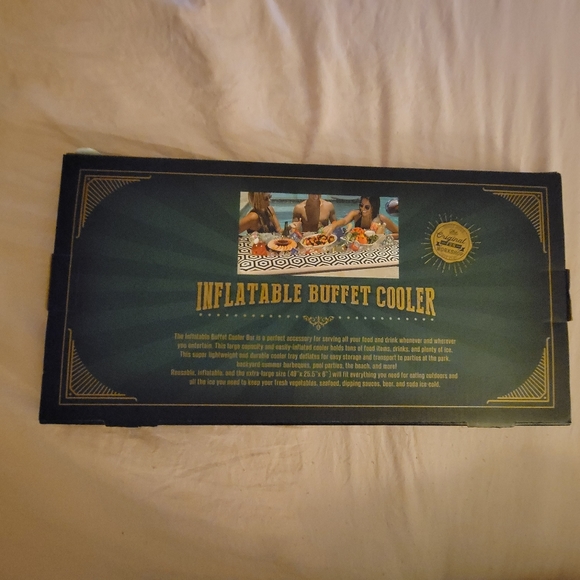 The Original
INFLATABLE BUFFET COOLER
The Inflatable Buffet Cooler Bar is a perfect accessory for serving all your food and drink whenever and wherever
you entertain. This large capacity and easily-inflated cooler holds tons of food items, drinks, and plenty of ice.
This super lightweight and durable cooler tray deflates for easy storage and transport to parties at the park,
backyard summer barbeques, pool parties, the beach, and more!
Reusable, inflatable, and the extra-large size (49"x 25.5"x 6") will fit everything you need for eating outdoors and
all the ice you need to keep your fresh vegetables, seafood, dipping sauces, beer, and soda ice-cold.